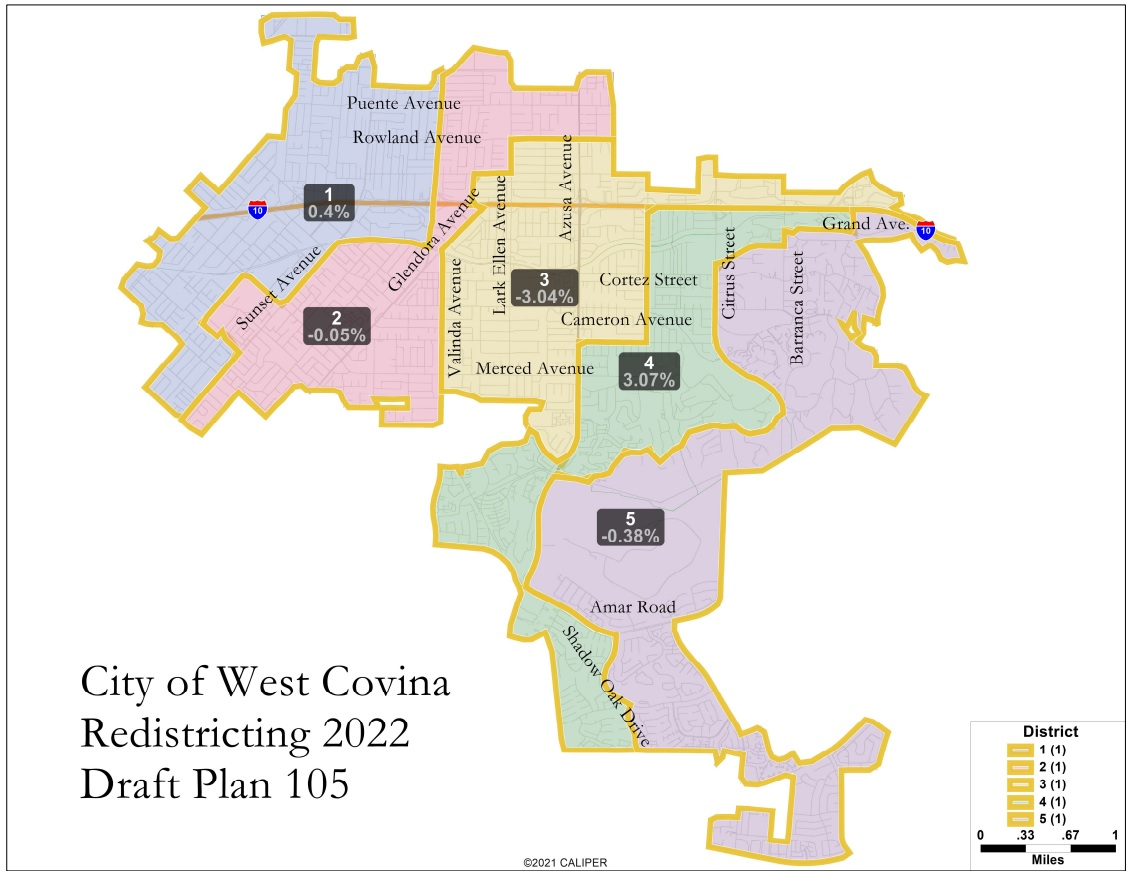 Puente Avenue
Rowland Avenue
Azusa Avenue
1
0.4%
10
Lark Ellen Avenue
Glendora Avenue
Grand Ave.
10
Sunset Avenue
Citrus Street
Barranca Street
Valinda Avenue
3
-3.04%
Cortez Street
2
-0.05%
Cameron Avenue
Merced Avenue
4
3.07%
5
-0.38%
Amar Road
Shadow Oak Drive
City of West Covina
Redistricting 2022
Draft Plan 105
District
1 (1)
2 (1)
3 (1)
4 (1)
5 (1)
0 .33 .67 1
Miles
©2021 CALIPER